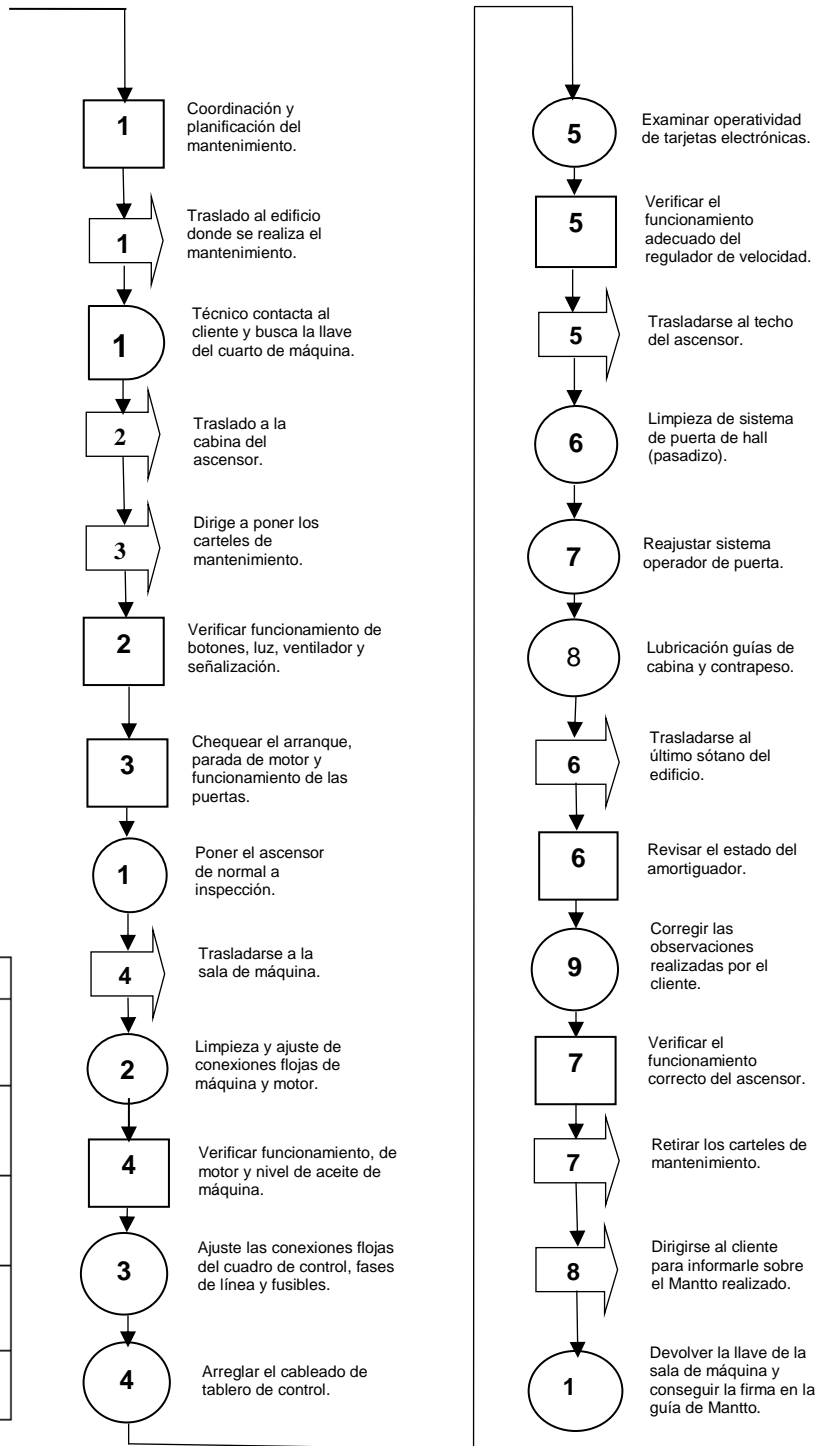 1
Coordinación y
planificación del
mantenimiento.
1
Traslado al edificio
donde se realiza el
mantenimiento.
1
Técnico contacta al
cliente y busca la llave
del cuarto de máquina.
2
Traslado a la
cabina del
ascensor.
3
Dirige a poner los
carteles de
mantenimiento.
2
Verificar funcionamiento de
botones, luz, ventilador y
señalización.
3
Chequear el arranque,
parada de motor y
funcionamiento de las
puertas.
1
Poner el ascensor
de normal a
inspección.
4
Trasladarse a la
sala de máquina.
2
Limpieza y ajuste de
conexiones flojas de
máquina y motor.
4
Verificar funcionamiento, de
motor y nivel de aceite de
máquina.
3
Ajuste las conexiones flojas
del cuadro de control, fases
de línea y fusibles.
4
Arreglar el cableado de
tablero de control.
5
Examinar operatividad
de tarjetas electrónicas.
5
Verificar el
funcionamiento
adecuado del
regulador de velocidad.
5
Trasladarse al techo
del ascensor.
6
Limpieza de sistema
de puerta de hall
(pasadizo).
7
Reajustar sistema
operador de puerta.
8
Lubricación guías de
cabina y contrapeso.
6
Trasladarse al
último sótano del
edificio.
6
Revisar el estado del
amortiguador.
9
Corregir las
observaciones
realizadas por el
cliente.
7
Verificar el
funcionamiento
correcto del ascensor.
7
Retirar los carteles de
mantenimiento.
8
Dirigirse al cliente
para informarle sobre
el Mantto realizado.
1
Devolver la llave de la
sala de máquina y
conseguir la firma en la
guía de Mantto.